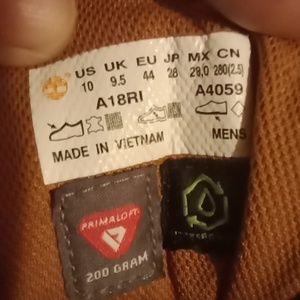 US UK EU JP MX CN
10 9.5 44 28 28,0 280(2.5)
A18RI A4059
MENS
MADE IN VIETNAM
PRIMALOFT
200 GRAM